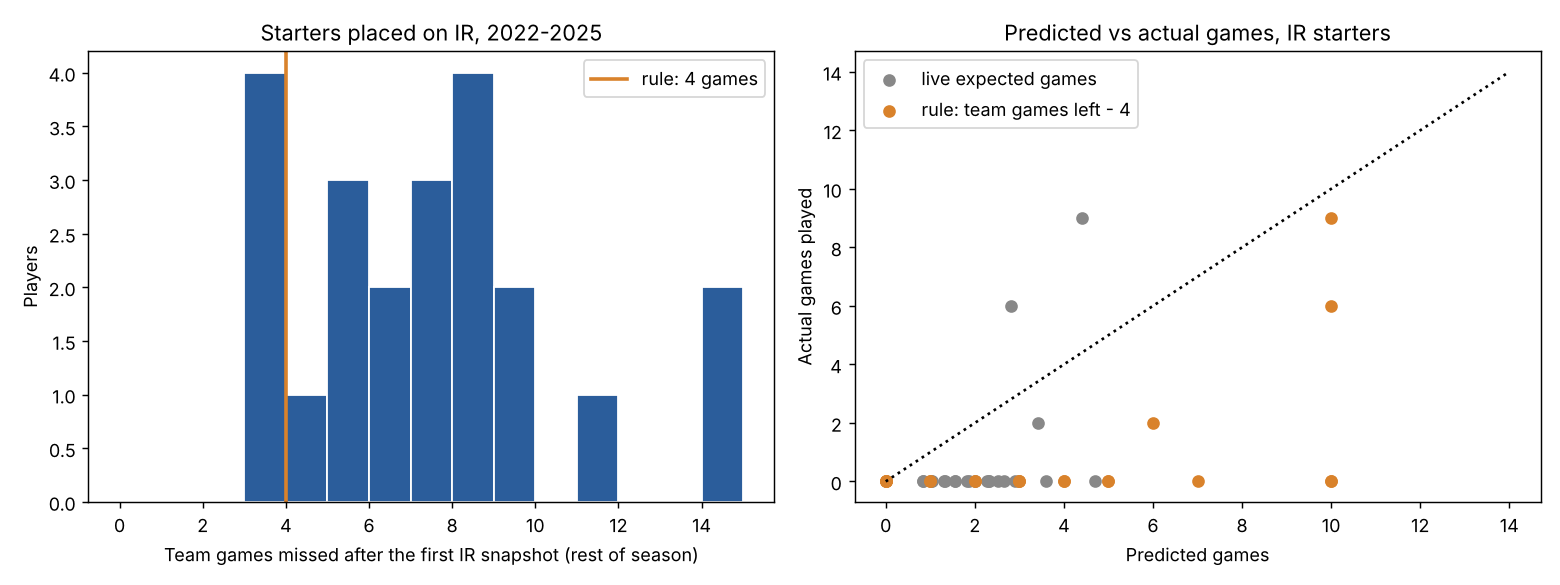 Starters placed on IR, 2022-2025
4.0
3.5
3.0
2.5
2.0
1.5
1.0
0.5
0.0
Players
rule: 4 games
0 2 4 6 8 10 12 14
Team games missed after the first IR snapshot (rest of season)
Predicted vs actual games, IR starters
14
12
10
8
6
4
2
0
Actual games played
live expected games
rule: team games left - 4
0 2 4 6 8 10 12 14
Predicted games